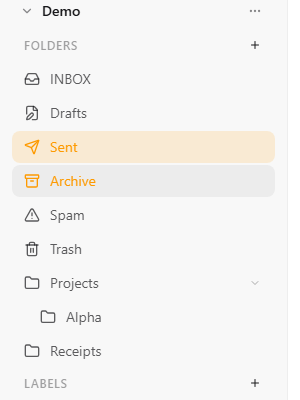 Demo
FOLDERS
INBOX
Drafts
Sent
Archive
Spam
Trash
Projects
Alpha
Receipts
LABELS